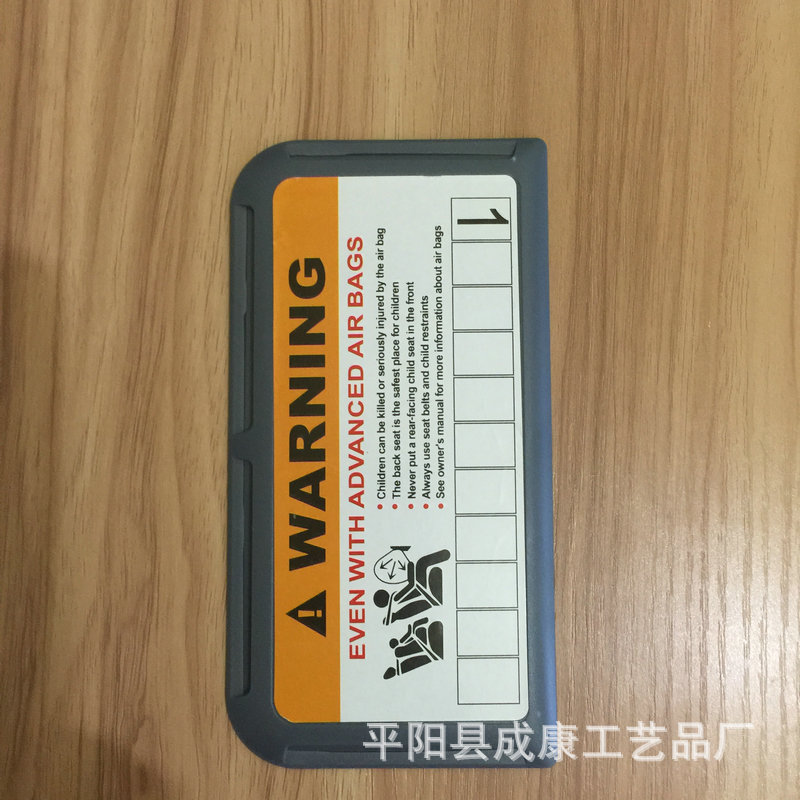 WARNING
EVEN WITH ADVANCED AIR BAGS
• Children can be killed or seriously injured by the air bag
• The back seat is the safest place for children
• Never put a rear-facing child seat in the front
• Always use seat belts and child restraints
• See owner's manual for more information about air bags
1
平阳县成康工艺品厂